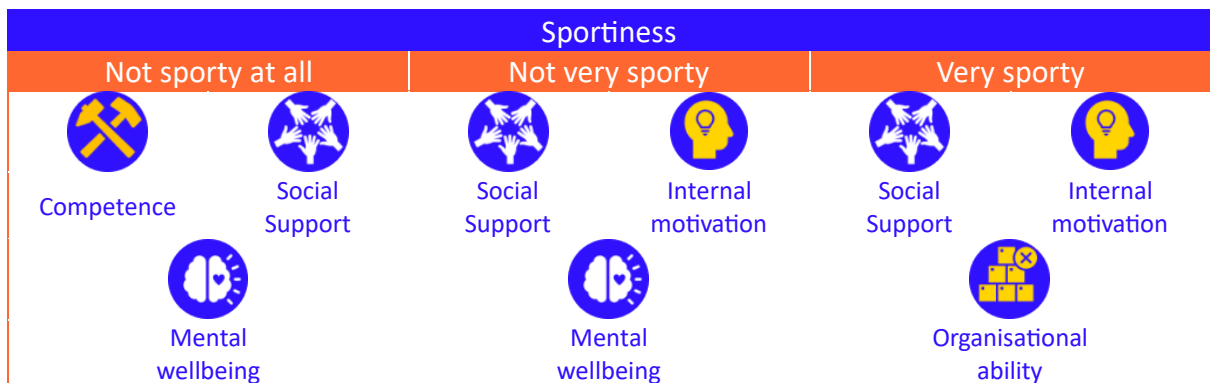 Sportiness
Not sporty at all
Not very sporty
Very sporty
Competence
Social
Support
Social
Support
Internal
motivation
Social
Support
Internal
motivation
Mental
wellbeing
Mental
wellbeing
Organisational
ability